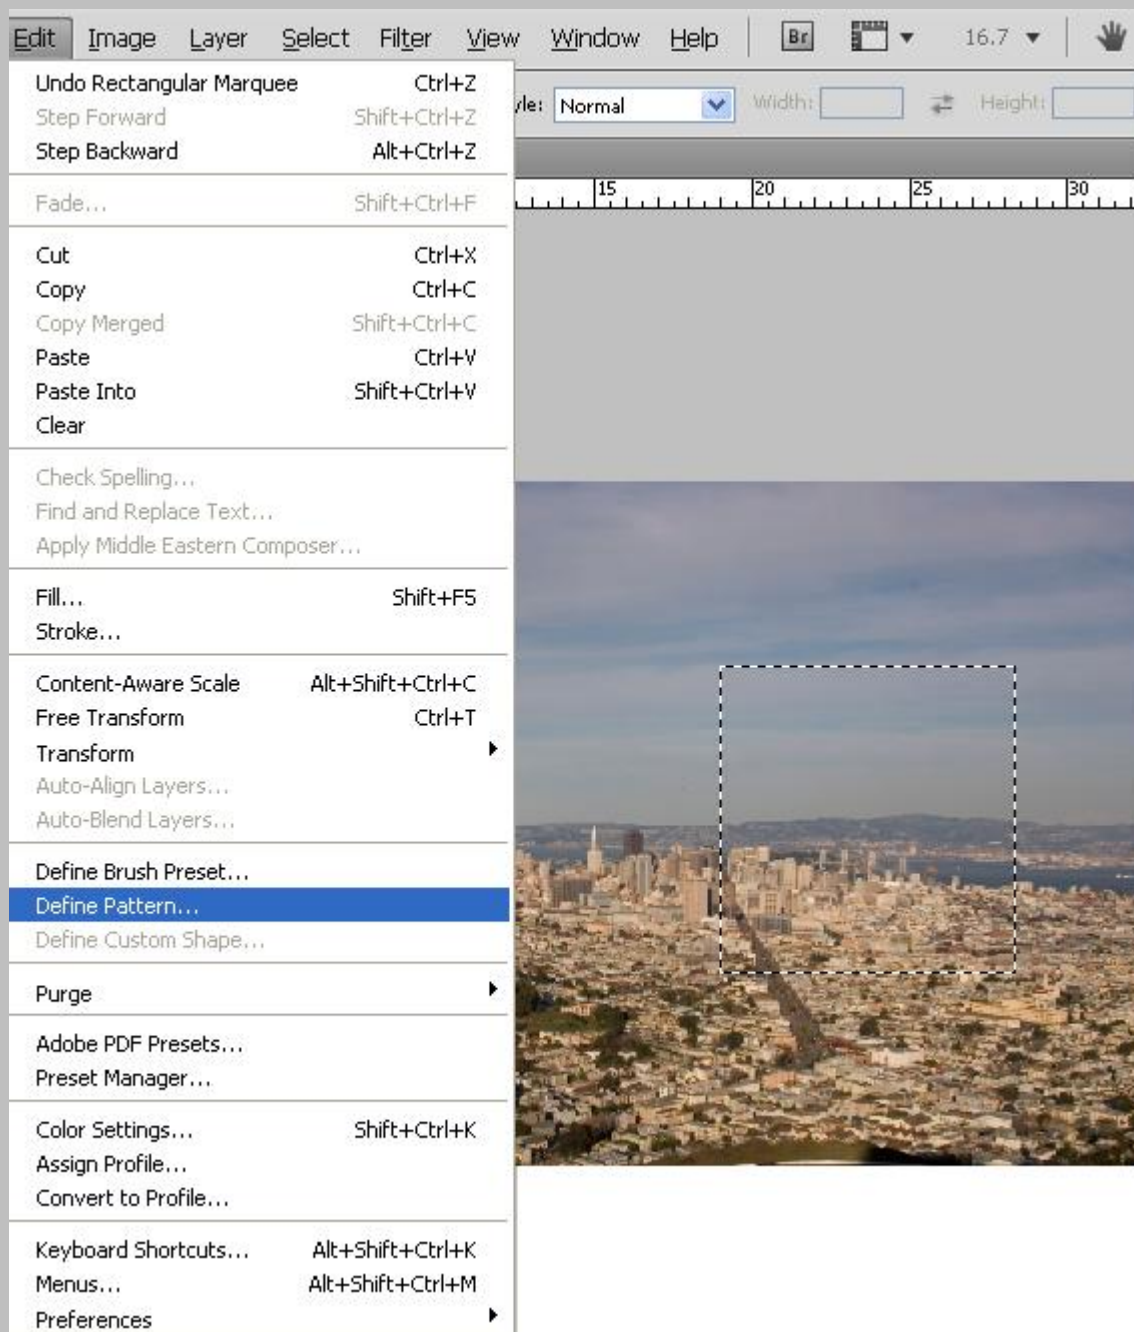 Edit Image Layer Select Filter View Window Help Br 16.7
Undo Rectangular Marquee Ctrl+Z
Step Forward Shift+Ctrl+Z
Step Backward Alt+Ctrl+Z
Fade... Shift+Ctrl+F
Cut Ctrl+X
Copy Ctrl+C
Copy Merged Shift+Ctrl+C
Paste Ctrl+V
Paste Into Shift+Ctrl+V
Clear
Check Spelling...
Find and Replace Text...
Apply Middle Eastern Composer...
Fill... Shift+F5
Stroke...
Content-Aware Scale Alt+Shift+Ctrl+C
Free Transform Ctrl+T
Transform
Auto-Align Layers...
Auto-Blend Layers...
Define Brush Preset...
Define Pattern...
Define Custom Shape...
Purge
Adobe PDF Presets...
Preset Manager...
Color Settings... Shift+Ctrl+K
Assign Profile...
Convert to Profile...
Keyboard Shortcuts... Alt+Shift+Ctrl+K
Menus... Alt+Shift+Ctrl+M
Preferences
yle: Normal Width: Height:
15 20 25 30